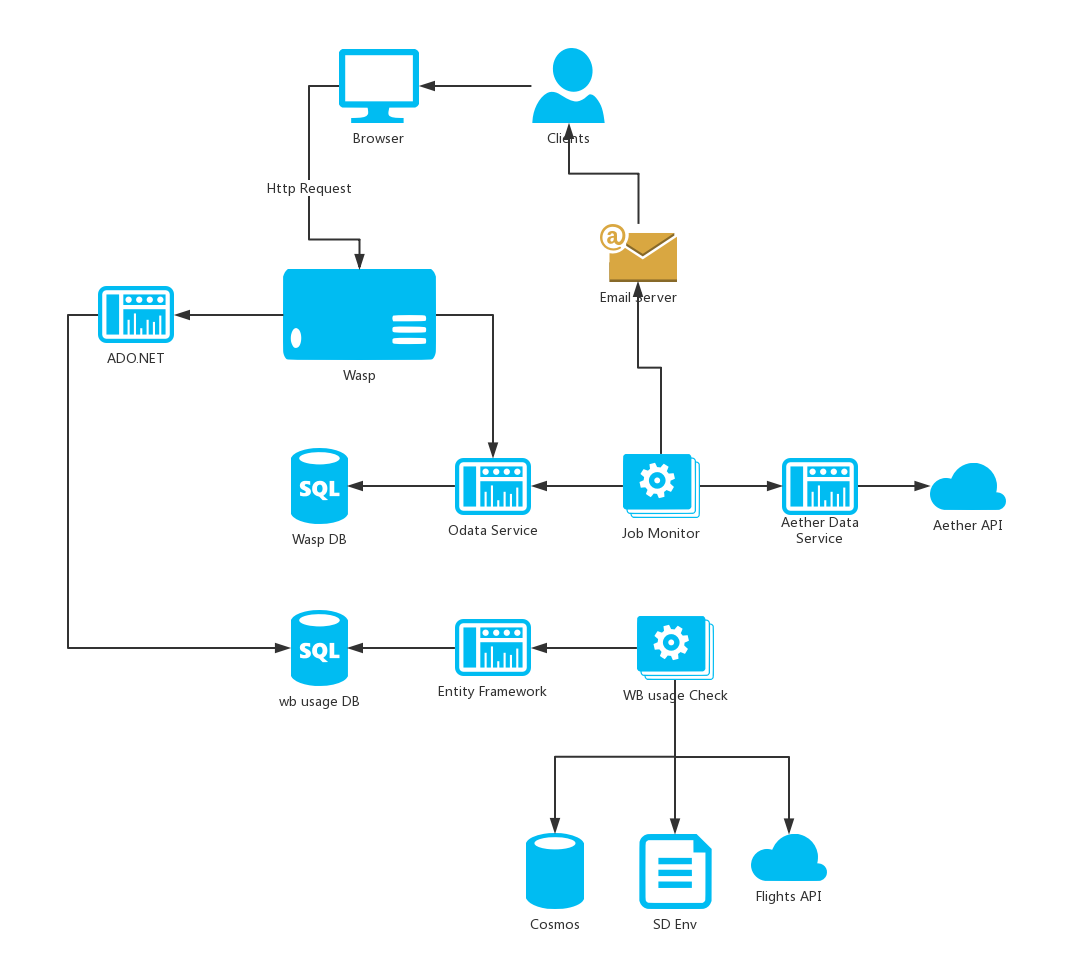 Browser
Clients
Http Request
@
Email Server
ADO.NET
Wasp
SQL
Wasp DB
Odata Service
Job Monitor
Aether Data
Service
Aether API
SQL
wb usage DB
Entity Framework
WB usage Check
Cosmos
SD Env
Flights API